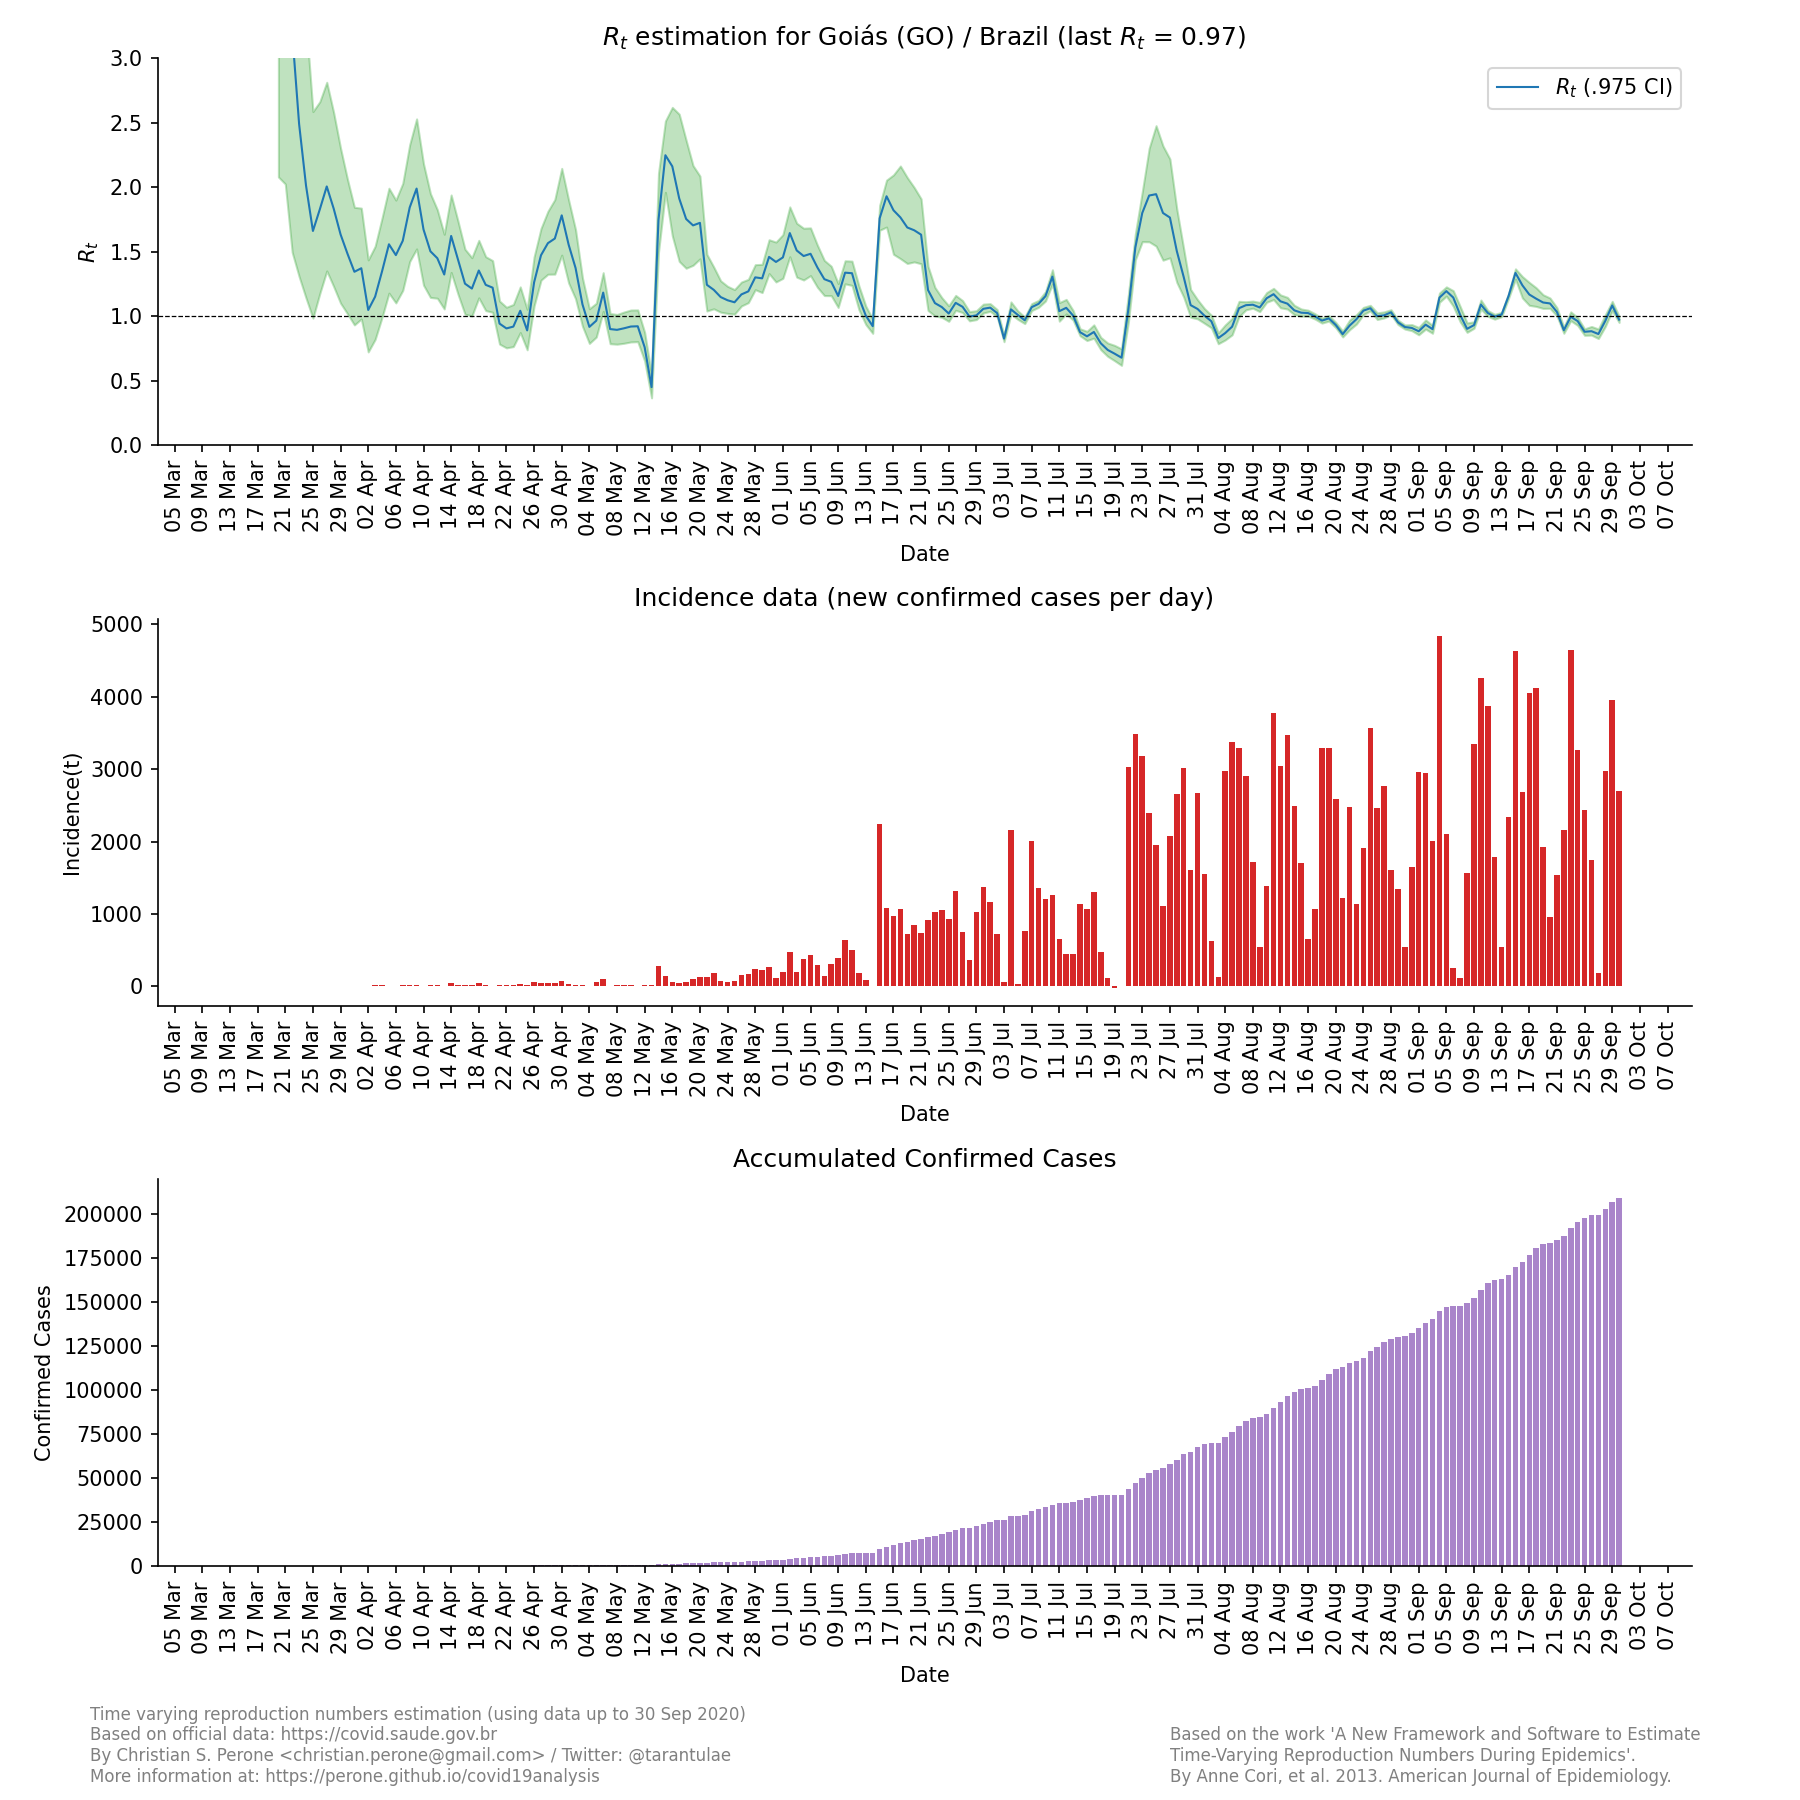 Rt estimation for Goiás (GO) / Brazil (last Rt = 0.97)
3.0
2.5
2.0
1.5
1.0
0.5
0.0
Rt
Rt (.975 CI)
05 Mar 09 Mar 13 Mar 17 Mar 21 Mar 25 Mar 29 Mar 02 Apr 06 Apr 10 Apr 14 Apr 18 Apr 22 Apr 26 Apr 30 Apr 04 May 08 May 12 May 16 May 20 May 24 May 28 May 01 Jun 05 Jun 09 Jun 13 Jun 17 Jun 21 Jun 25 Jun 29 Jun 03 Jul 07 Jul 11 Jul 15 Jul 19 Jul 23 Jul 27 Jul 31 Jul 04 Aug 08 Aug 12 Aug 16 Aug 20 Aug 24 Aug 28 Aug 01 Sep 05 Sep 09 Sep 13 Sep 17 Sep 21 Sep 25 Sep 29 Sep 03 Oct 07 Oct
Date
Incidence data (new confirmed cases per day)
5000
4000
3000
2000
1000
0
Incidence(t)
05 Mar 09 Mar 13 Mar 17 Mar 21 Mar 25 Mar 29 Mar 02 Apr 06 Apr 10 Apr 14 Apr 18 Apr 22 Apr 26 Apr 30 Apr 04 May 08 May 12 May 16 May 20 May 24 May 28 May 01 Jun 05 Jun 09 Jun 13 Jun 17 Jun 21 Jun 25 Jun 29 Jun 03 Jul 07 Jul 11 Jul 15 Jul 19 Jul 23 Jul 27 Jul 31 Jul 04 Aug 08 Aug 12 Aug 16 Aug 20 Aug 24 Aug 28 Aug 01 Sep 05 Sep 09 Sep 13 Sep 17 Sep 21 Sep 25 Sep 29 Sep 03 Oct 07 Oct
Date
Accumulated Confirmed Cases
200000
175000
150000
125000
100000
75000
50000
25000
0
Confirmed Cases
05 Mar 09 Mar 13 Mar 17 Mar 21 Mar 25 Mar 29 Mar 02 Apr 06 Apr 10 Apr 14 Apr 18 Apr 22 Apr 26 Apr 30 Apr 04 May 08 May 12 May 16 May 20 May 24 May 28 May 01 Jun 05 Jun 09 Jun 13 Jun 17 Jun 21 Jun 25 Jun 29 Jun 03 Jul 07 Jul 11 Jul 15 Jul 19 Jul 23 Jul 27 Jul 31 Jul 04 Aug 08 Aug 12 Aug 16 Aug 20 Aug 24 Aug 28 Aug 01 Sep 05 Sep 09 Sep 13 Sep 17 Sep 21 Sep 25 Sep 29 Sep 03 Oct 07 Oct
Date
Time varying reproduction numbers estimation (using data up to 30 Sep 2020)
Based on official data: https://covid.saude.gov.br
By Christian S. Perone <christian.perone@gmail.com> / Twitter: @tarantulae
More information at: https://perone.github.io/covid19analysis
Based on the work 'A New Framework and Software to Estimate
Time-Varying Reproduction Numbers During Epidemics'.
By Anne Cori, et al. 2013. American Journal of Epidemiology.